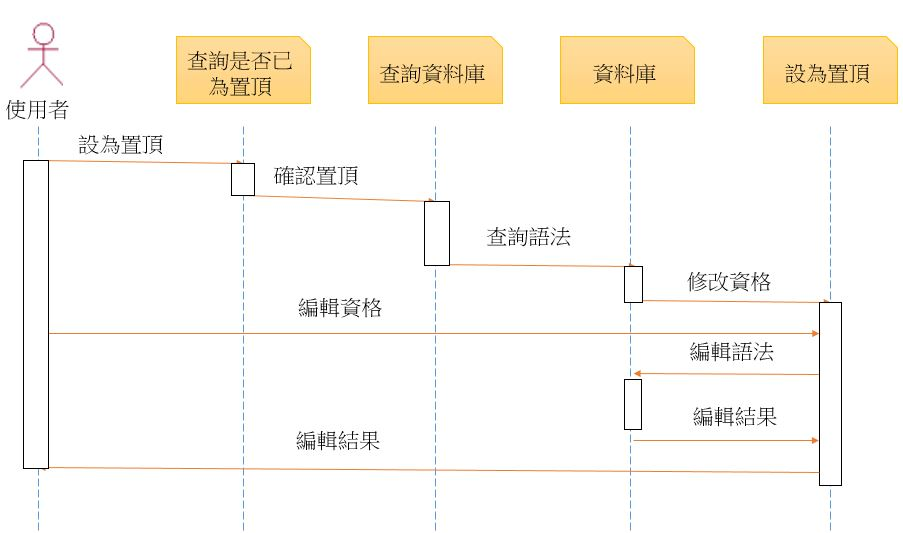 使用者
查詢是否已
為置頂
查詢資料庫
資料庫
設為置頂
設為置頂
確認置頂
查詢語法
修改資格
編輯資格
編輯語法
編輯結果
編輯結果